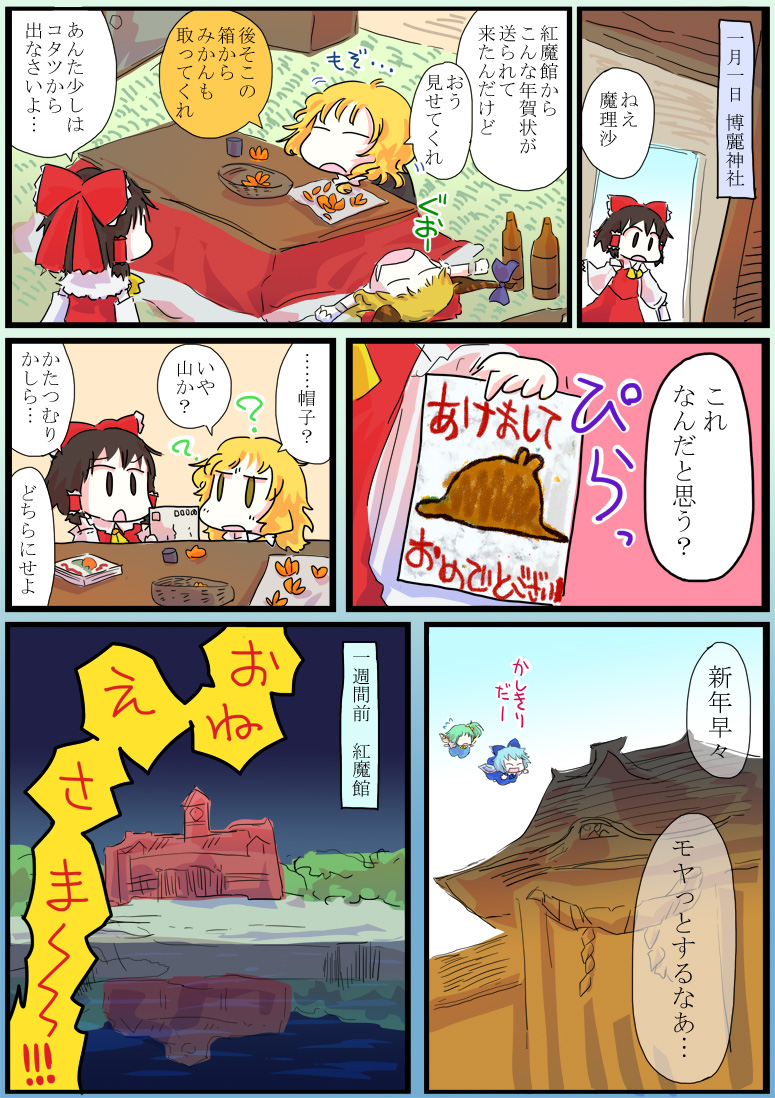 一月一日 博麗神社
ねえ
魔理沙
紅魔館から
こんな年賀状が
送られて
来たんだけど
おう
見せてくれ
もぞ・・・
後そこの
箱から
みかんも
取ってくれ
あんた少しは
コタツから
出なさいよ…
ぐおー
これ
なんだと思う？
ぴらっ
あけまして
おめでとうございます
……帽子？
いや
山か？
？
？
かたつむり
かしら…
どちらにせよ
新年早々
かしきりだー
モヤっとするなあ…
一週間前 紅魔館
おねえさま～～～!!!